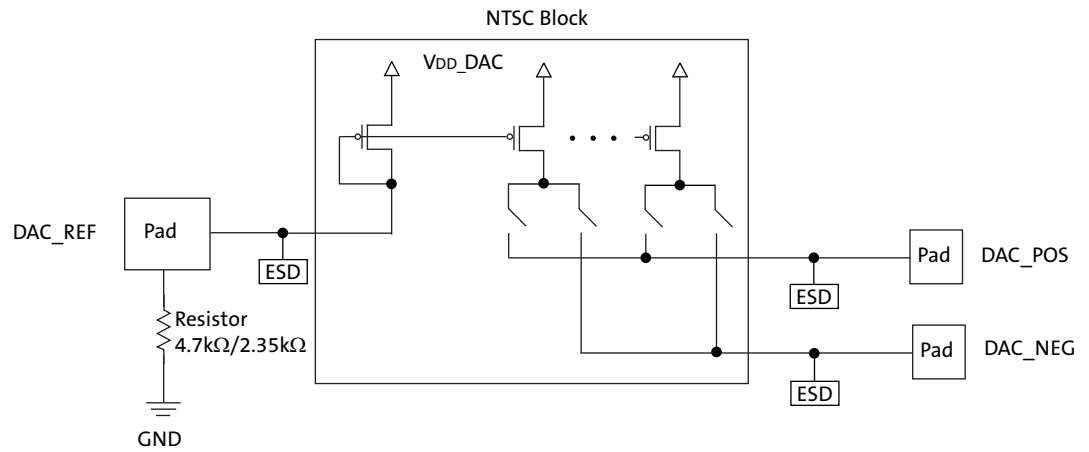 NTSC Block
VDD_DAC
DAC_REF
Pad
ESD
Resistor
4.7kΩ/2.35kΩ
GND
Pad
DAC_POS
ESD
Pad
DAC_NEG
ESD